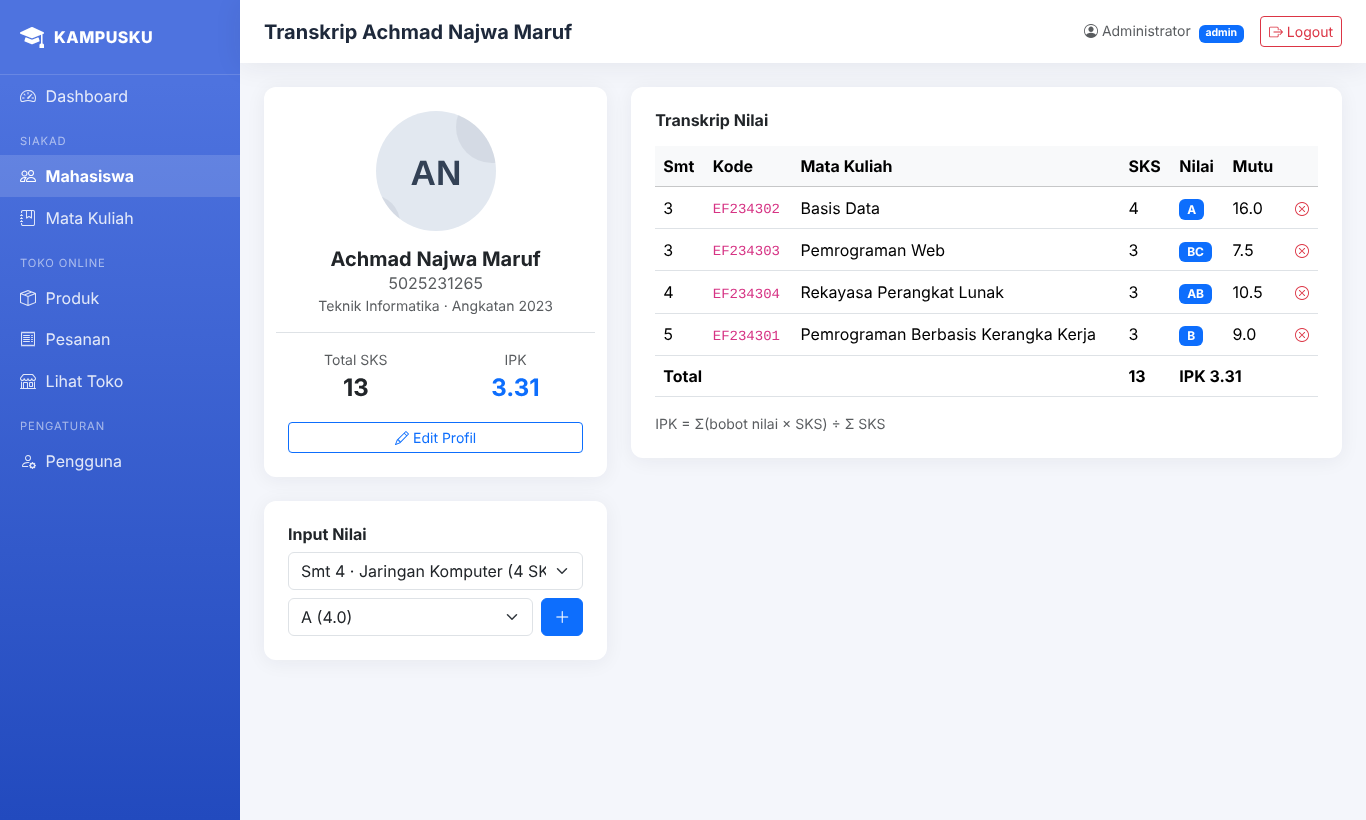 KAMPUSKU
Dashboard
SIAKAD
Mahasiswa
Mata Kuliah
TOKO ONLINE
Produk
Pesanan
Lihat Toko
PENGATURAN
Pengguna
Transkrip Achmad Najwa Maruf
Administrator admin Logout
AN
Achmad Najwa Maruf
5025231265
Teknik Informatika · Angkatan 2023
Total SKS IPK
13 3.31
Edit Profil
Input Nilai
Smt 4 · Jaringan Komputer (4 SK
A (4.0)
Transkrip Nilai
Smt Kode Mata Kuliah SKS Nilai Mutu
3 EF234302 Basis Data 4 A 16.0
3 EF234303 Pemrograman Web 3 BC 7.5
4 EF234304 Rekayasa Perangkat Lunak 3 AB 10.5
5 EF234301 Pemrograman Berbasis Kerangka Kerja 3 B 9.0
Total 13 IPK 3.31
IPK = Σ(bobot nilai × SKS) ÷ Σ SKS